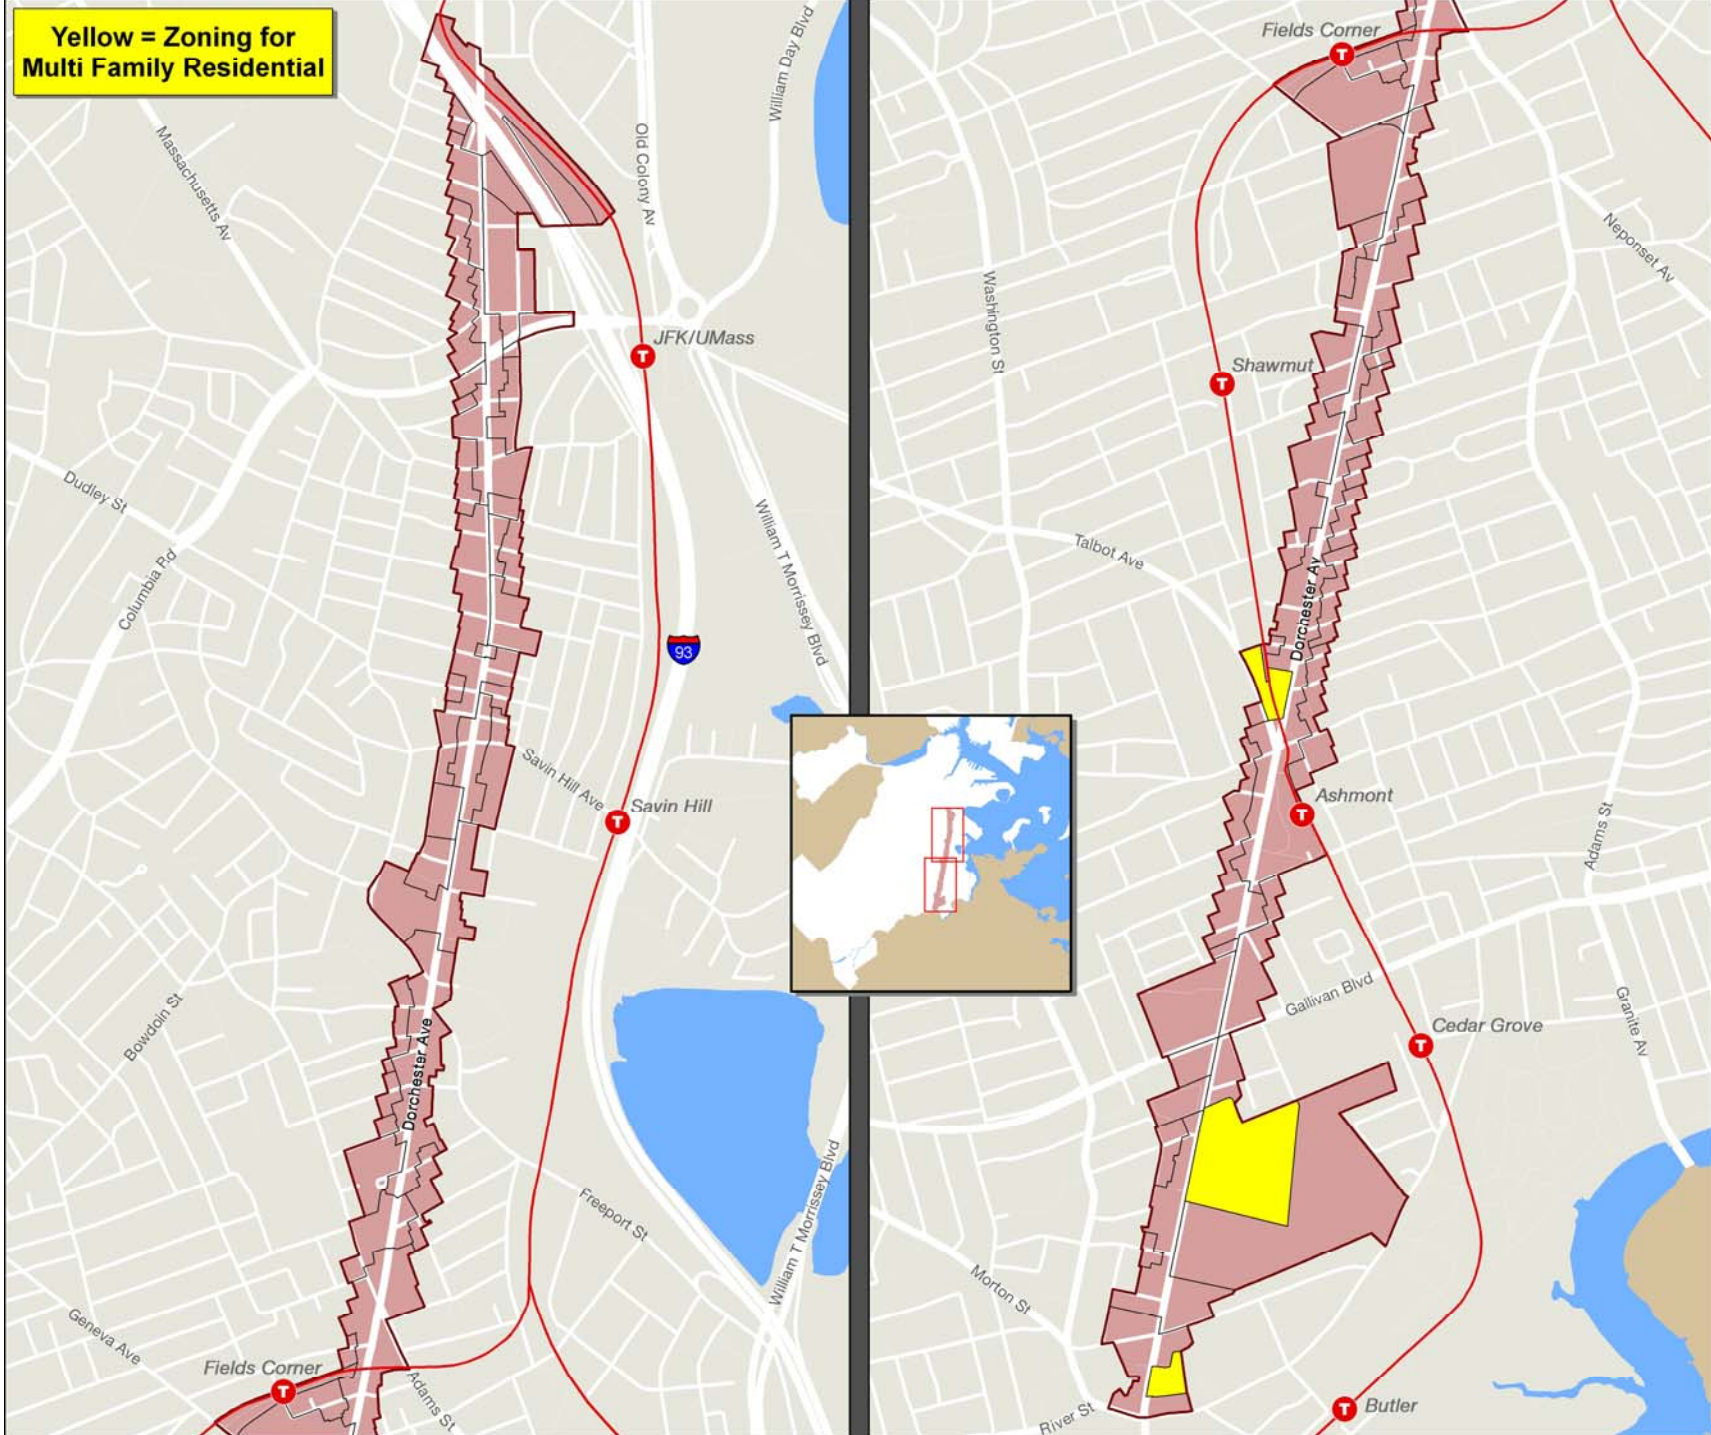 Yellow = Zoning for
Multi Family Residential
Massachusetts Av
Old Colony Av
William Day Blvd
JFK/UMass
T
Dudley St
Columbia Rd
William T Morrissey Blvd
93
Savin Hill Ave
Savin Hill
T
Bowdoin St
Dorchester Ave
Freeport St
William T Morrissey Blvd
Geneva Ave
Fields Corner
T
Adams St
Fields Corner
T
Neponset Av
Washington St
Shawmut
T
Talbot Ave
Dorchester Av
Ashmont
T
Adams St
Gallivan Blvd
Granite Av
Cedar Grove
T
Morton St
River St
T
Butler